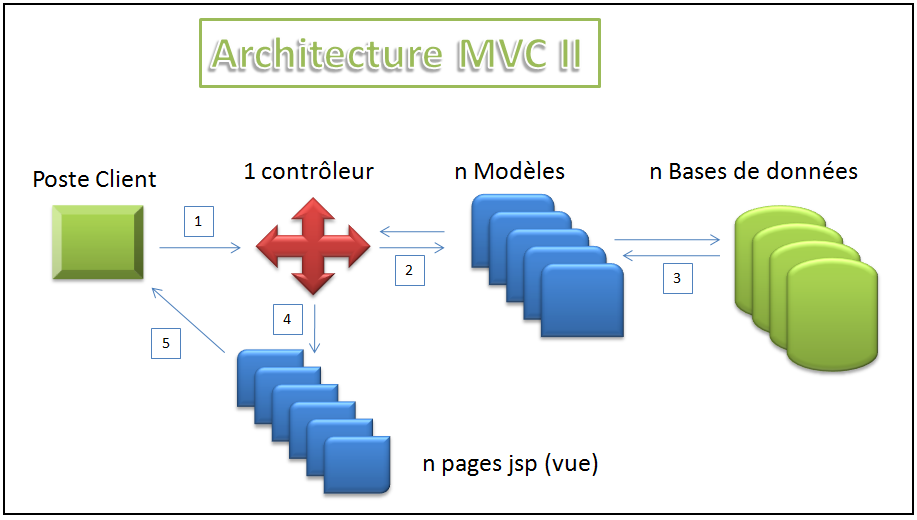 Architecture MVC II
Poste Client
1 contrôleur
n Modèles
n Bases de données
1
2
3
4
5
n pages jsp (vue)